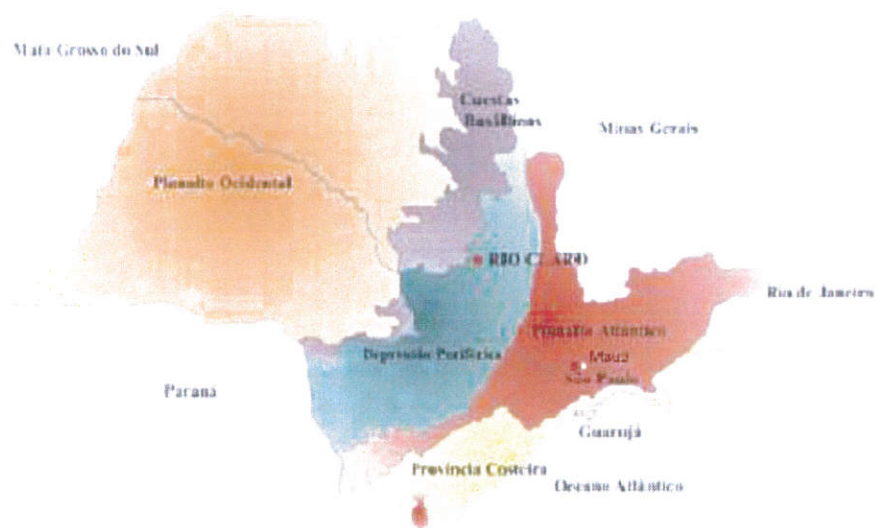 Mata Grosso do Sul
Cuestas
Basálticas
Minas Gerais
Planalto Ocidental
RIO CLARO
Rio de Janeiro
Planalto Atlântico
Depressão Periférica
Mauá
São Paulo
Paraná
Guarujá
Província Costeira
Oceano Atlântico